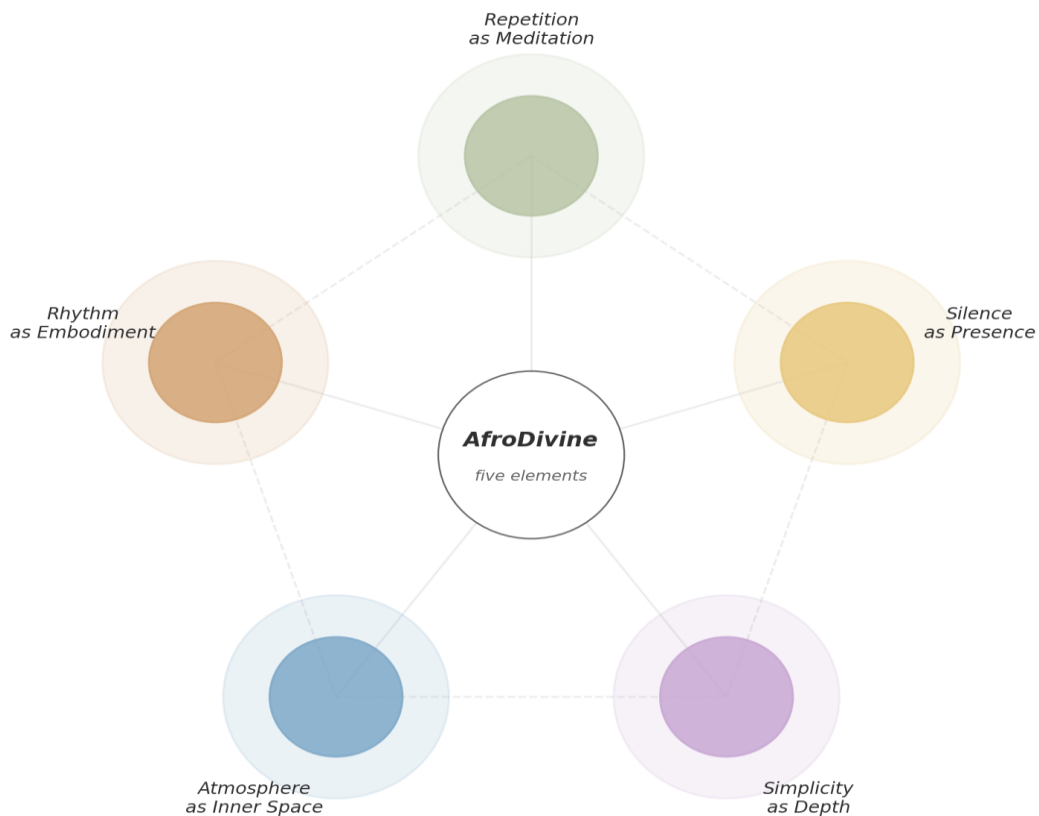 Repetition
as Meditation
Rhythm
as Embodiment
Silence
as Presence
AfroDivine
five elements
Atmosphere
as Inner Space
Simplicity
as Depth